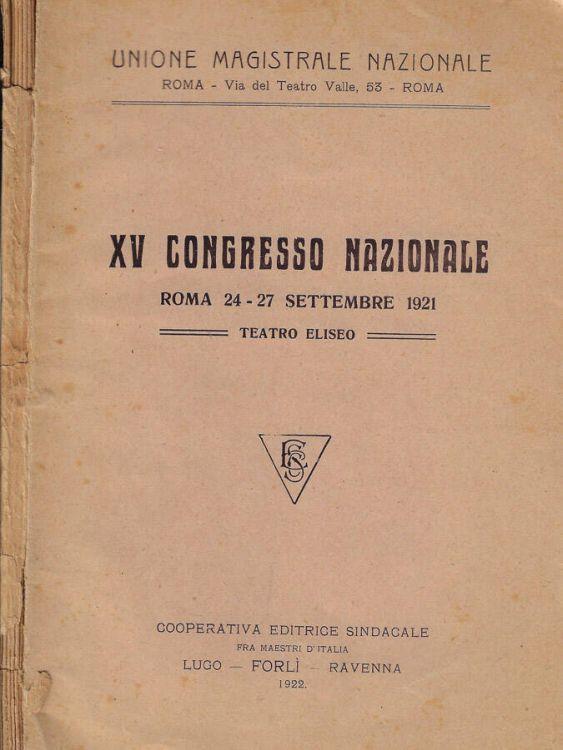 UNIONE MAGISTRALE NAZIONALE
ROMA - Via del Teatro Valle, 53 - ROMA
XV CONGRESSO NAZIONALE
ROMA 24 - 27 SETTEMBRE 1921
TEATRO ELISEO
COOPERATIVA EDITRICE SINDACALE
FRA MAESTRI D'ITALIA
LUGO — FORLÌ — RAVENNA
1922.